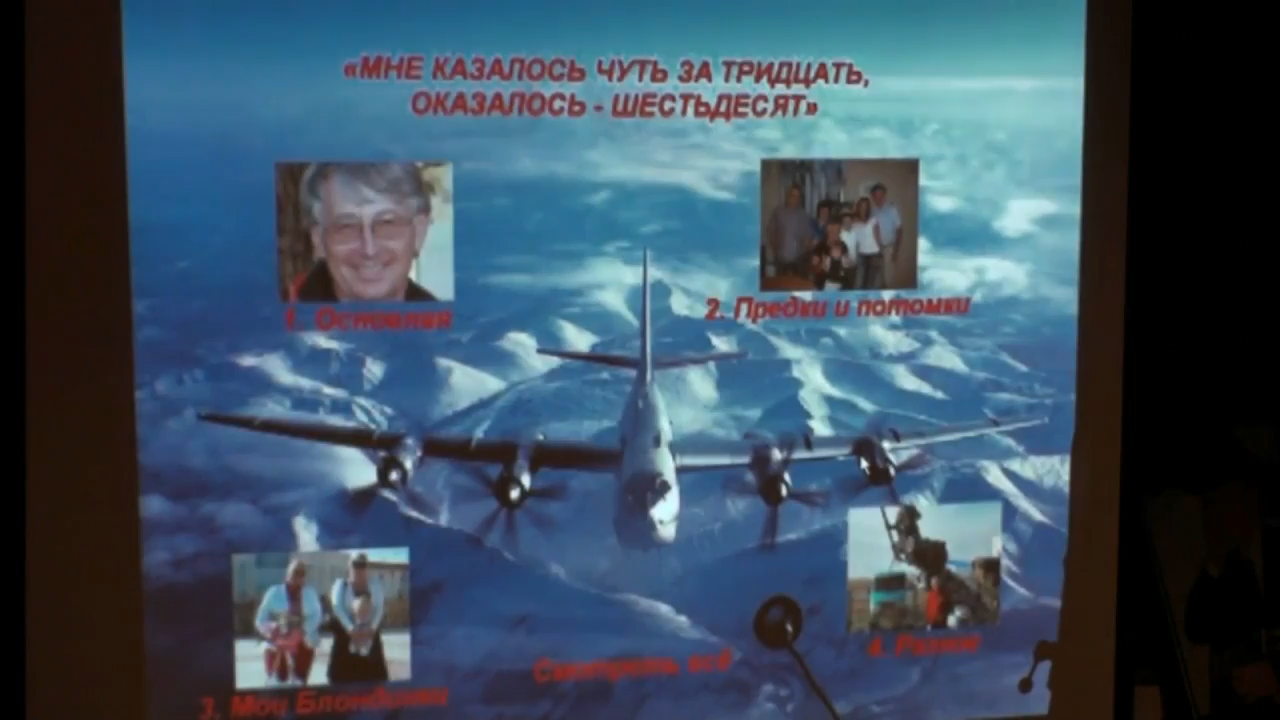 «МНЕ КАЗАЛОСЬ ЧУТЬ ЗА ТРИДЦАТЬ,
ОКАЗАЛОСЬ - ШЕСТЬДЕСЯТ»
1. Основная
2. Предки и потомки
3. Мои Блондинки
4. Разное
Смотреть всё